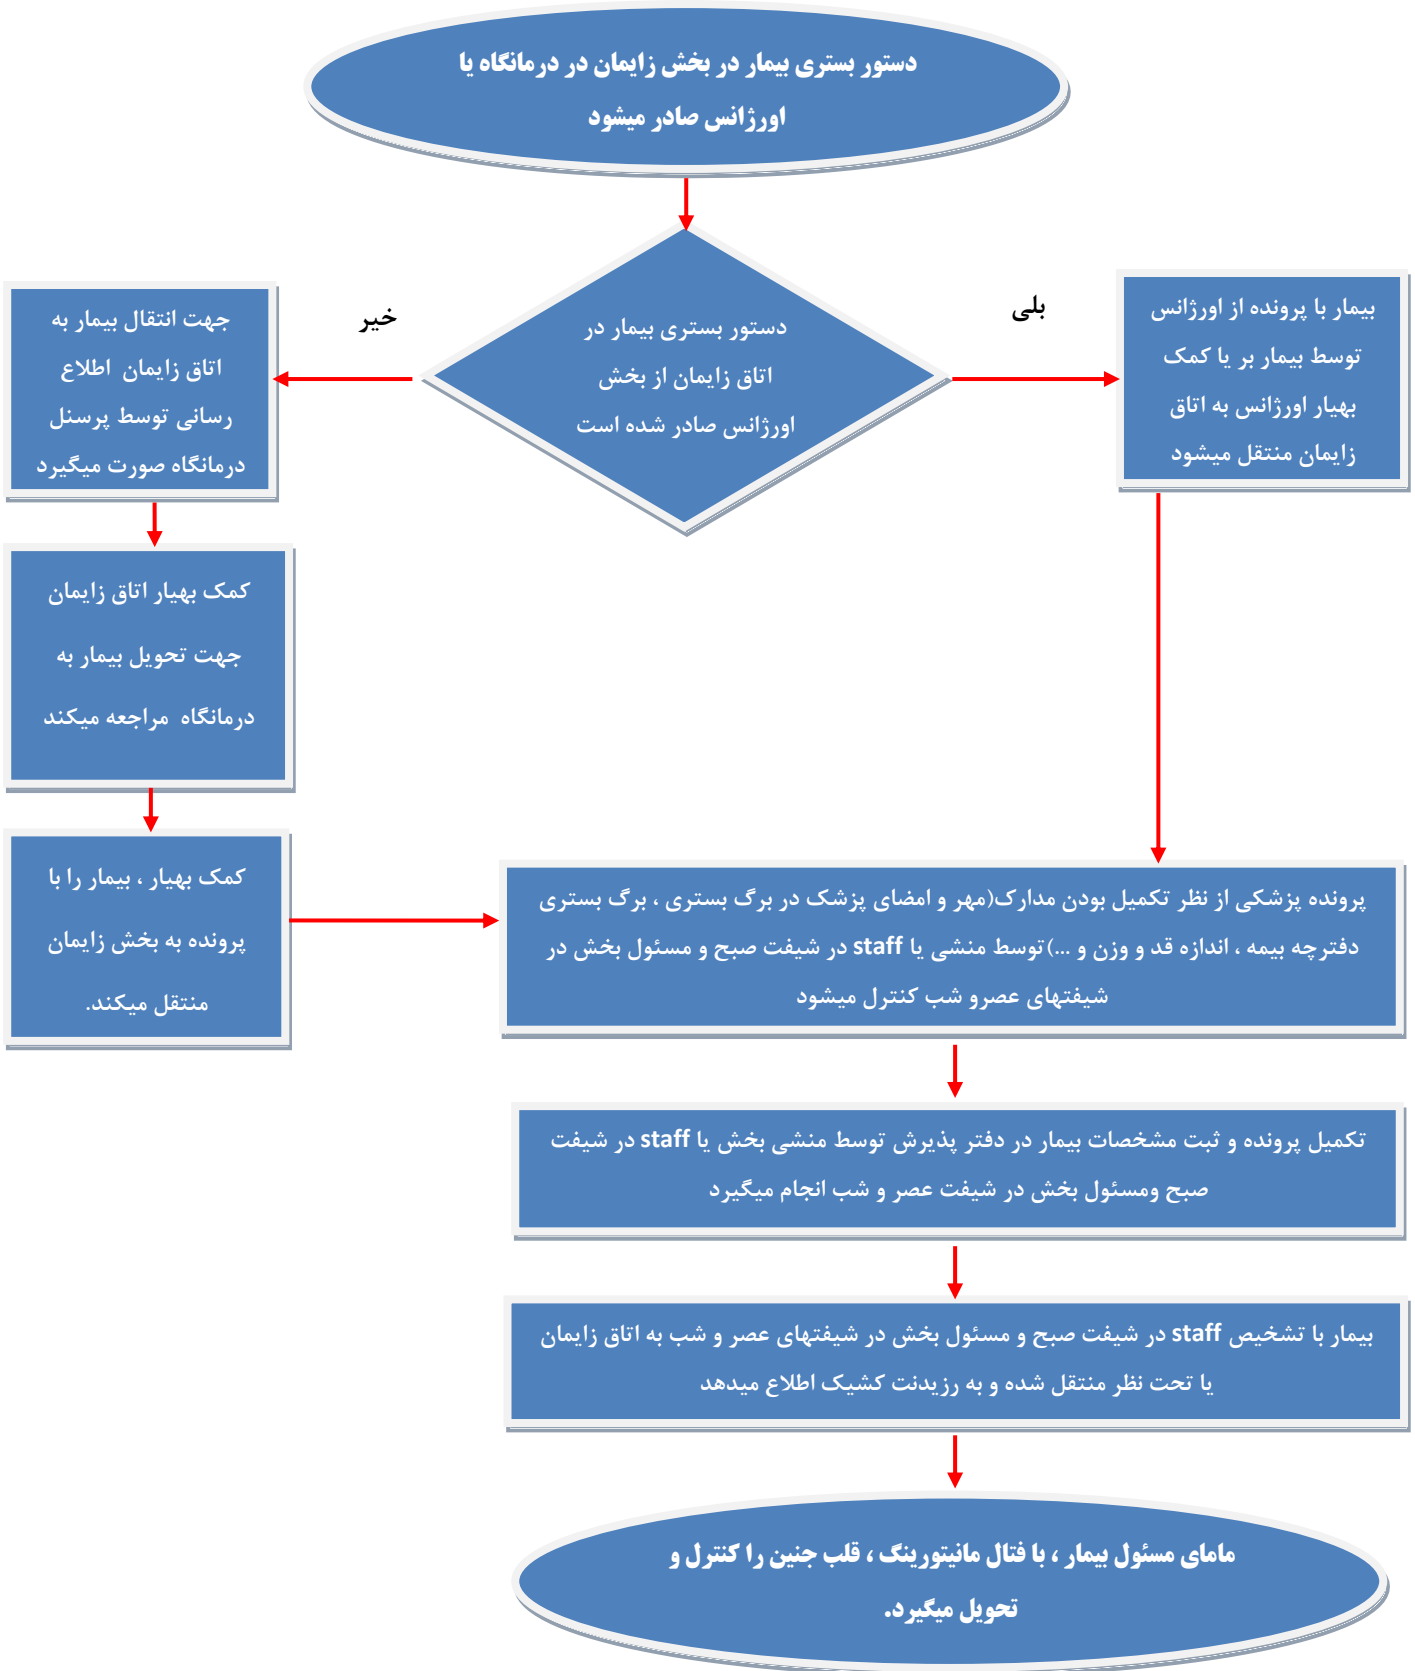 دستور بستری بیمار در بخش زایمان در درمانگاه یا
اورژانس صادر میشود
دستور بستری بیمار در
اتاق زایمان از بخش
اورژانس صادر شده است
بلی
بیمار با پرونده از اورژانس
توسط بیمار بر یا کمک
بهیار اورژانس به اتاق
زایمان منتقل میشود
خیر
جهت انتقال بیمار به
اتاق زایمان اطلاع
رسانی توسط پرسنل
درمانگاه صورت میگیرد
کمک بهیار اتاق زایمان
جهت تحویل بیمار به
درمانگاه مراجعه میکند
کمک بهیار ، بیمار را با
پرونده به بخش زایمان
منتقل میکند.
پرونده پزشکی از نظر تکمیل بودن مدارک(مهر و امضای پزشک در برگ بستری ، برگ بستری
دفترچه بیمه ، اندازه قد و وزن و ...)توسط منشی یا staff در شیفت صبح و مسئول بخش در
شیفتهای عصرو شب کنترل میشود
تکمیل پرونده و ثبت مشخصات بیمار در دفتر پذیرش توسط منشی بخش یا staff در شیفت
صبح ومسئول بخش در شیفت عصر و شب انجام میگیرد
بیمار با تشخیص staff در شیفت صبح و مسئول بخش در شیفتهای عصر و شب به اتاق زایمان
یا تحت نظر منتقل شده و به رزیدنت کشیک اطلاع میدهد
مامای مسئول بیمار ، با فتال مانیتورینگ ، قلب جنین را کنترل و
تحویل میگیرد.